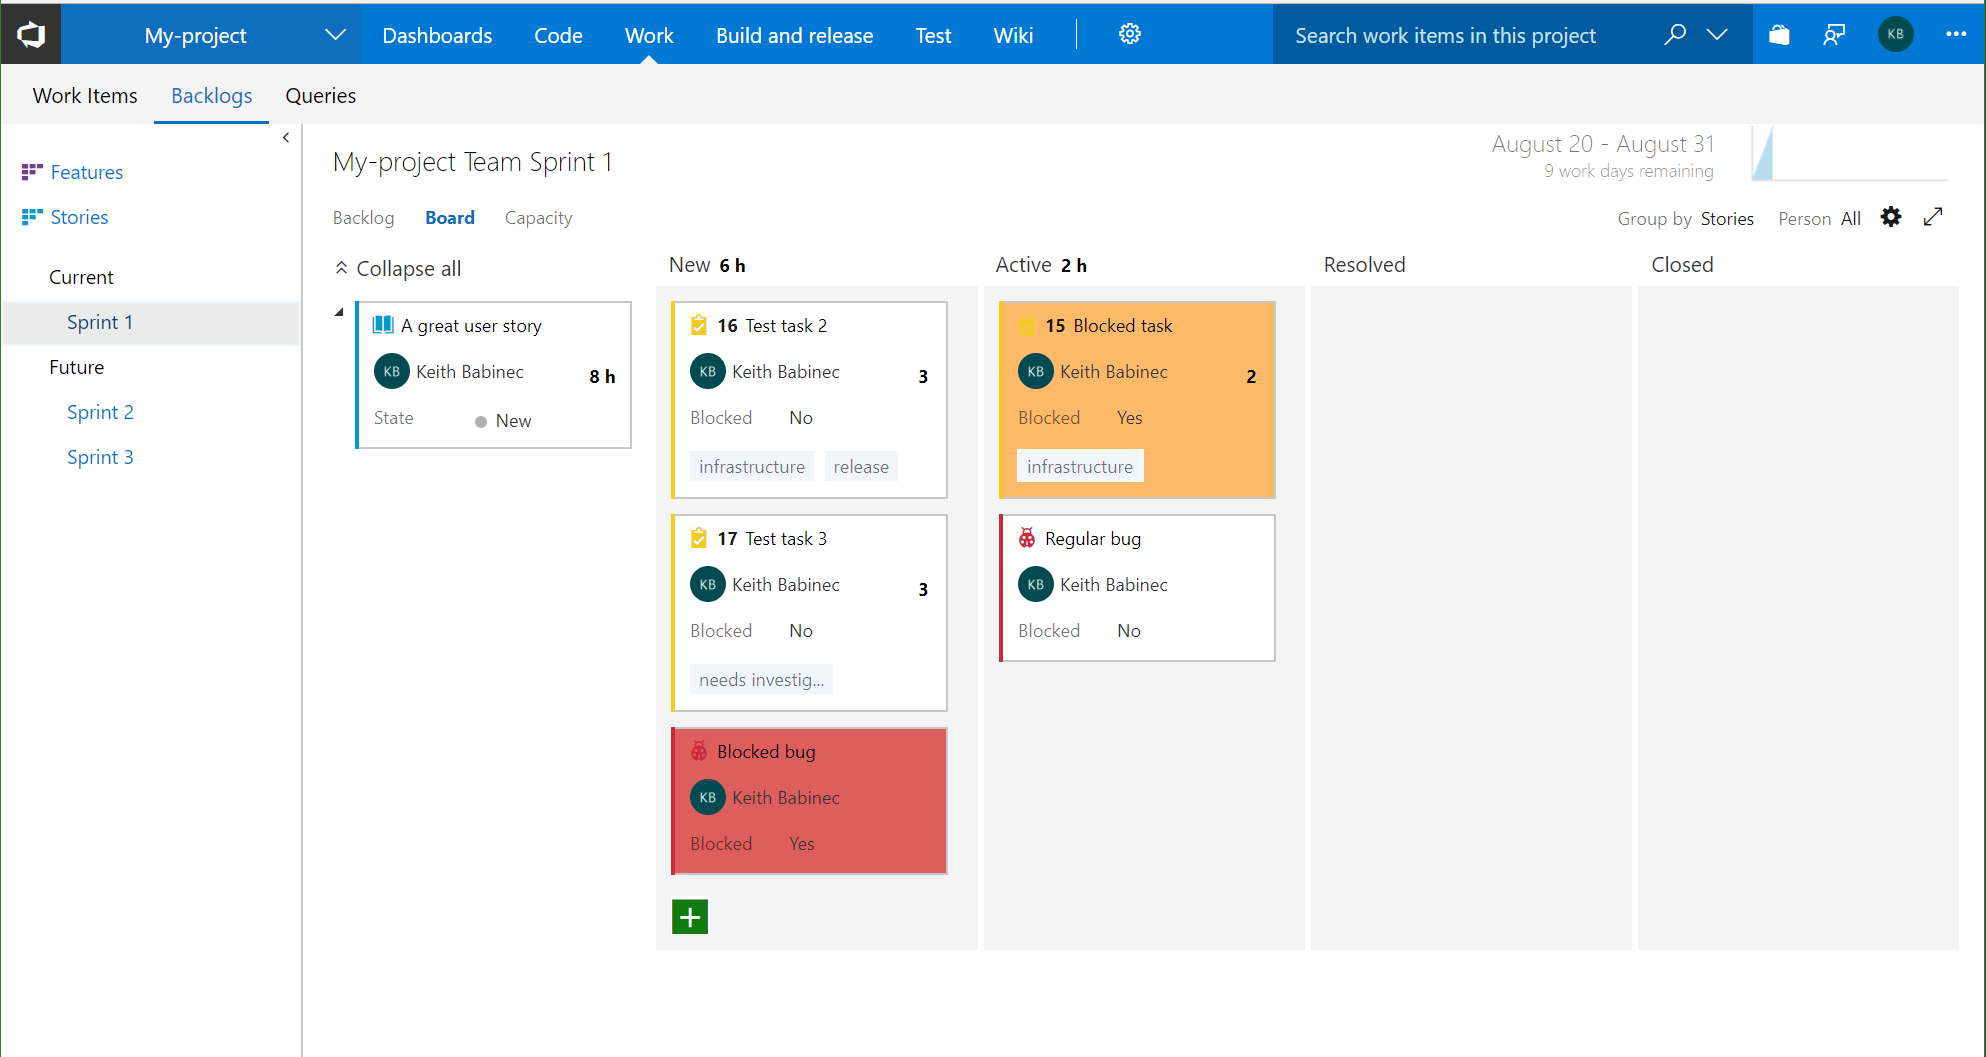 My-project Dashboards Code Work Build and release Test Wiki Search work items in this project KB
Work Items Backlogs Queries
Features
Stories
Current
Sprint 1
Future
Sprint 2
Sprint 3
My-project Team Sprint 1
August 20 - August 31
9 work days remaining
Backlog Board Capacity
Group by Stories Person All
Collapse all
New 6 h
Active 2 h
Resolved
Closed
A great user story
KB Keith Babinec
8 h
State New
16 Test task 2
KB Keith Babinec
3
Blocked No
infrastructure release
17 Test task 3
KB Keith Babinec
3
Blocked No
needs investig...
Blocked bug
KB Keith Babinec
Blocked Yes
15 Blocked task
KB Keith Babinec
2
Blocked Yes
infrastructure
Regular bug
KB Keith Babinec
Blocked No